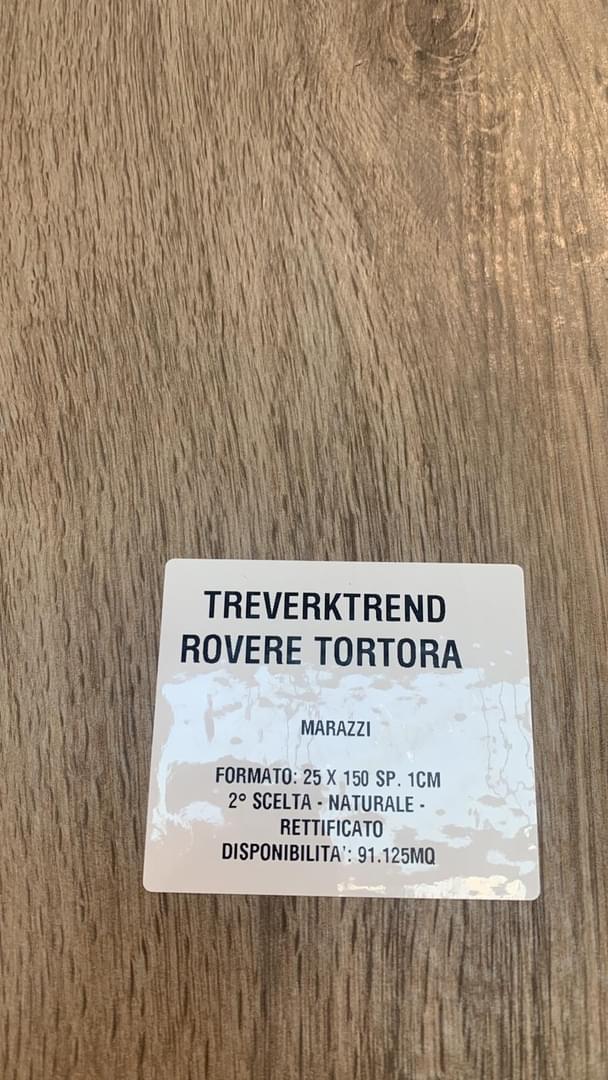 TREVERKTREND
ROVERE TORTORA
MARAZZI
FORMATO: 25 X 150 SP. 1CM
2° SCELTA - NATURALE -
RETTIFICATO
DISPONIBILITA': 91.125MQ